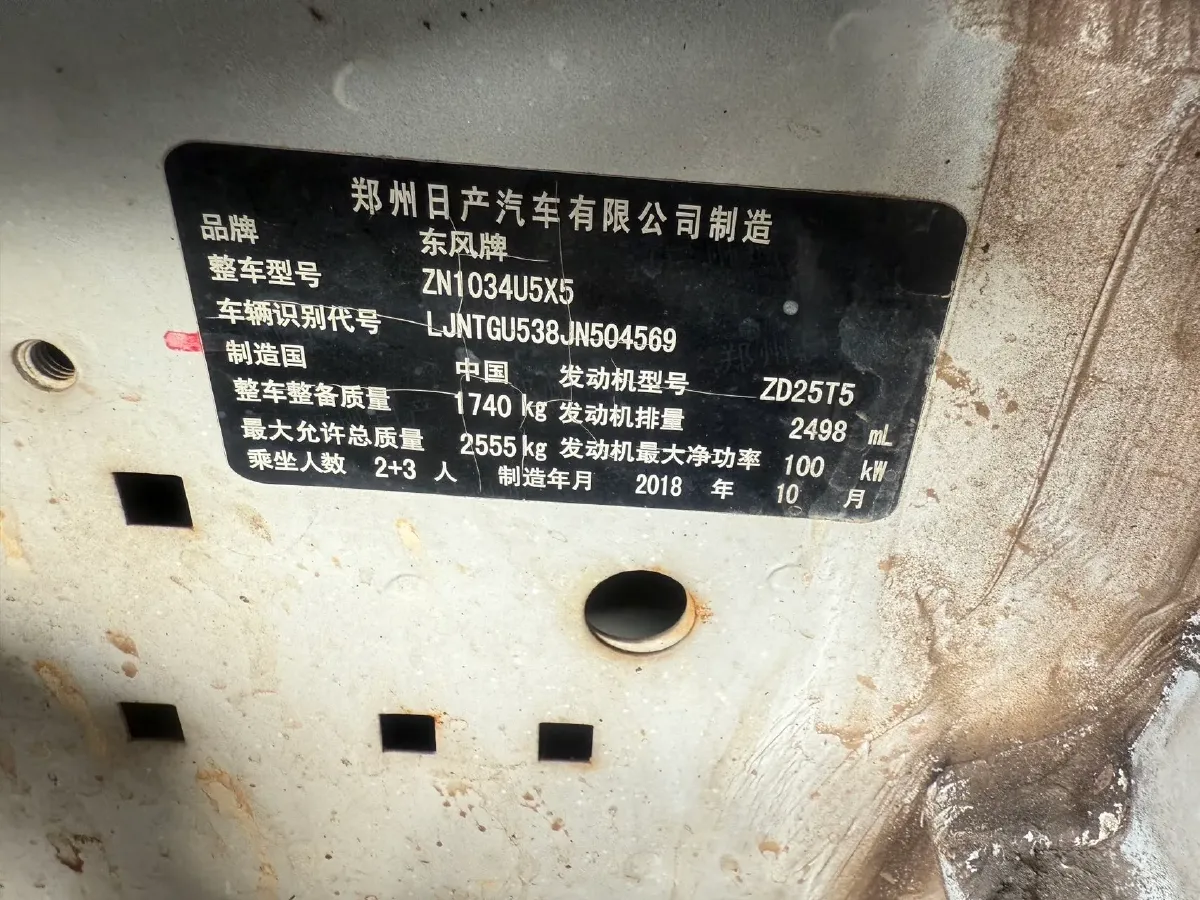 郑州日产汽车有限公司制造
品牌 东风牌
整车型号 ZN1034U5X5
车辆识别代号 LJNTGU538JN504569
制造国 中国 发动机型号 ZD25T5
整车整备质量 1740 kg 发动机排量 2498 mL
最大允许总质量 2555 kg 发动机最大净功率 100 kW
乘坐人数 2+3 人 制造年月 2018 年 10 月